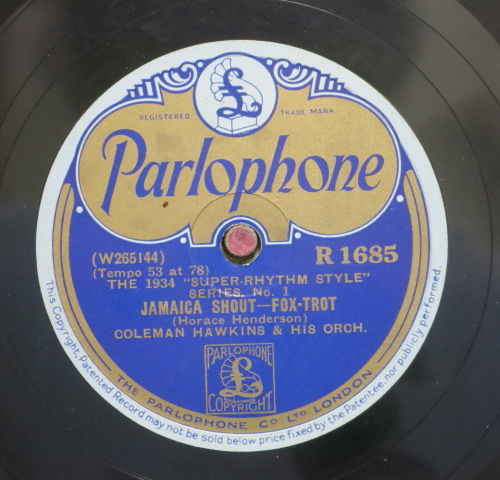 REGISTERED TRADE MARK
Parlophone
(W265144)
R 1685
(Tempo 53 at 78)
THE 1934 "SUPER-RHYTHM STYLE"
SERIES, No. 1
JAMAICA SHOUT—FOX-TROT
(Horace Henderson)
COLEMAN HAWKINS & HIS ORCH.
PARLOPHONE
£
COPYRIGHT
THE PARLOPHONE CO LTD LONDON
This Copyright, Patented Record may not be sold below price fixed by the Patentee, nor publicly performed.